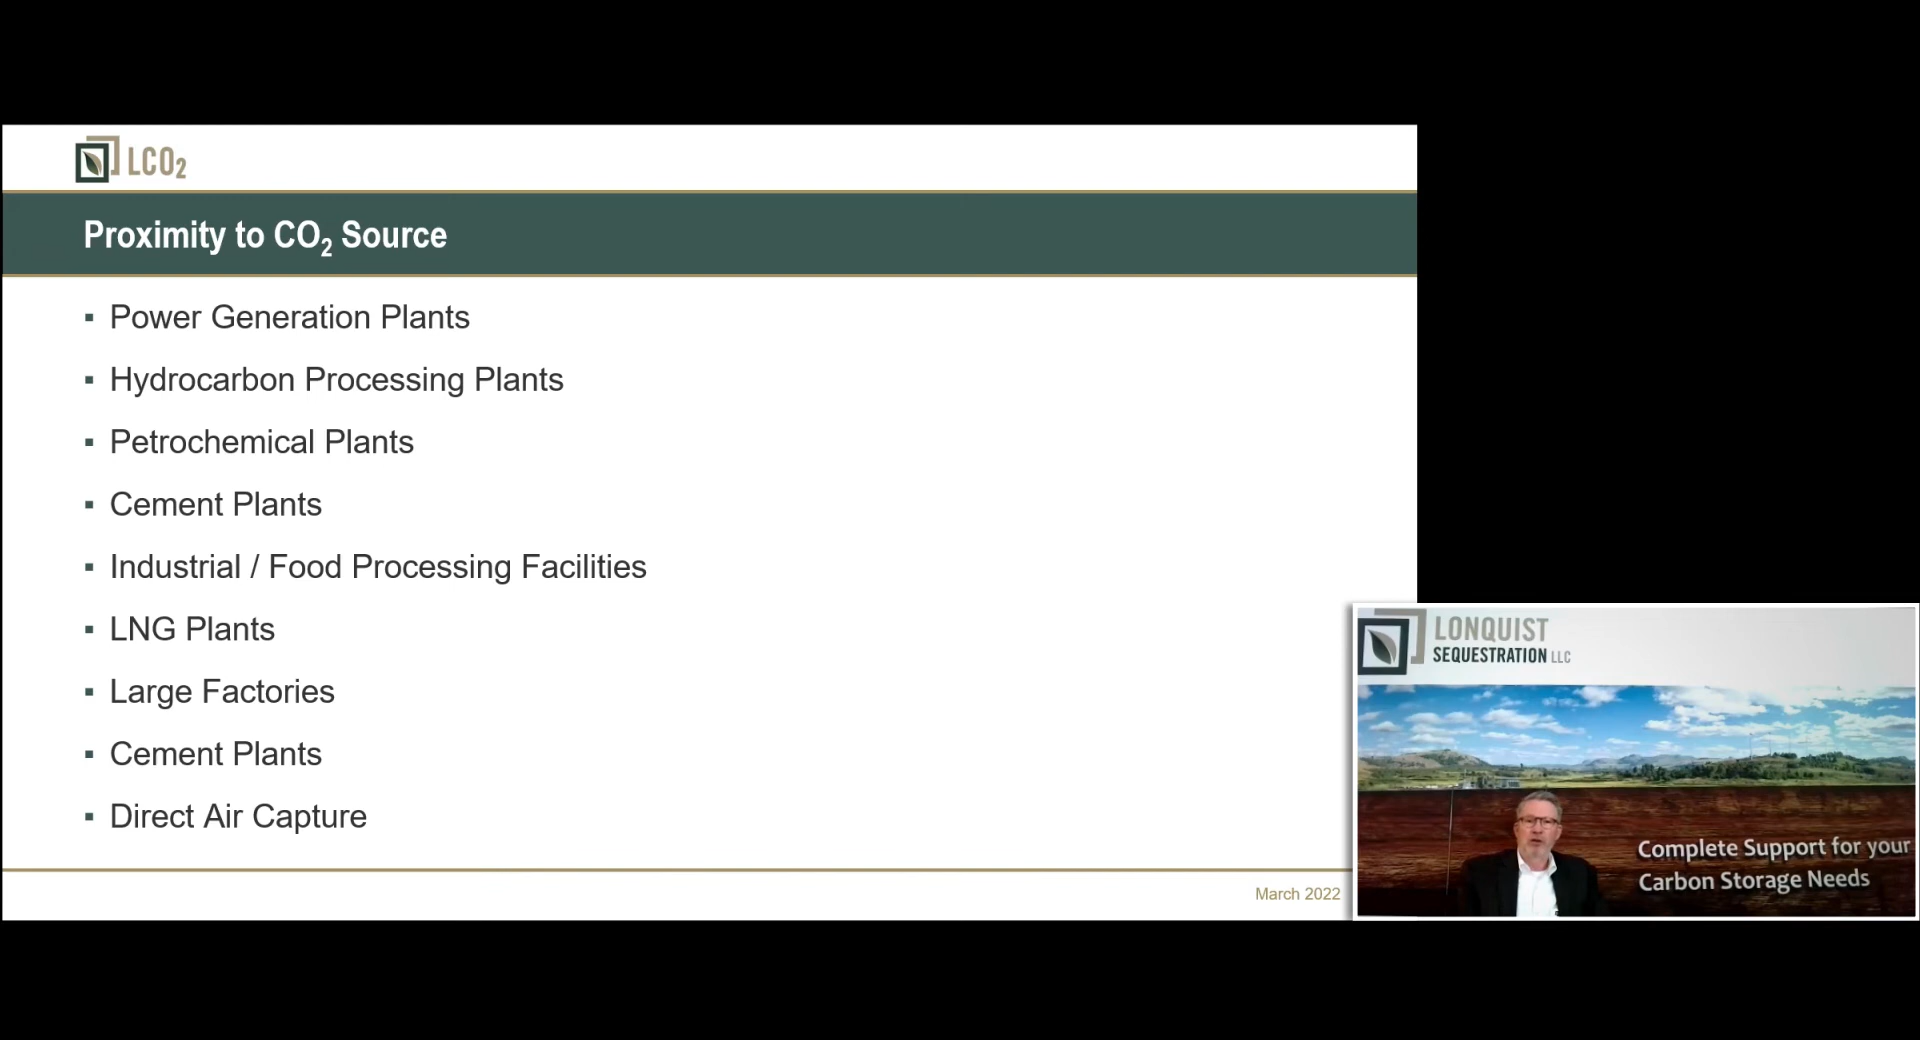 LCO2
Proximity to CO2 Source
▪ Power Generation Plants
▪ Hydrocarbon Processing Plants
▪ Petrochemical Plants
▪ Cement Plants
▪ Industrial / Food Processing Facilities
▪ LNG Plants
▪ Large Factories
▪ Cement Plants
▪ Direct Air Capture
March 2022
LONQUIST
SEQUESTRATION LLC
Complete Support for your
Carbon Storage Needs